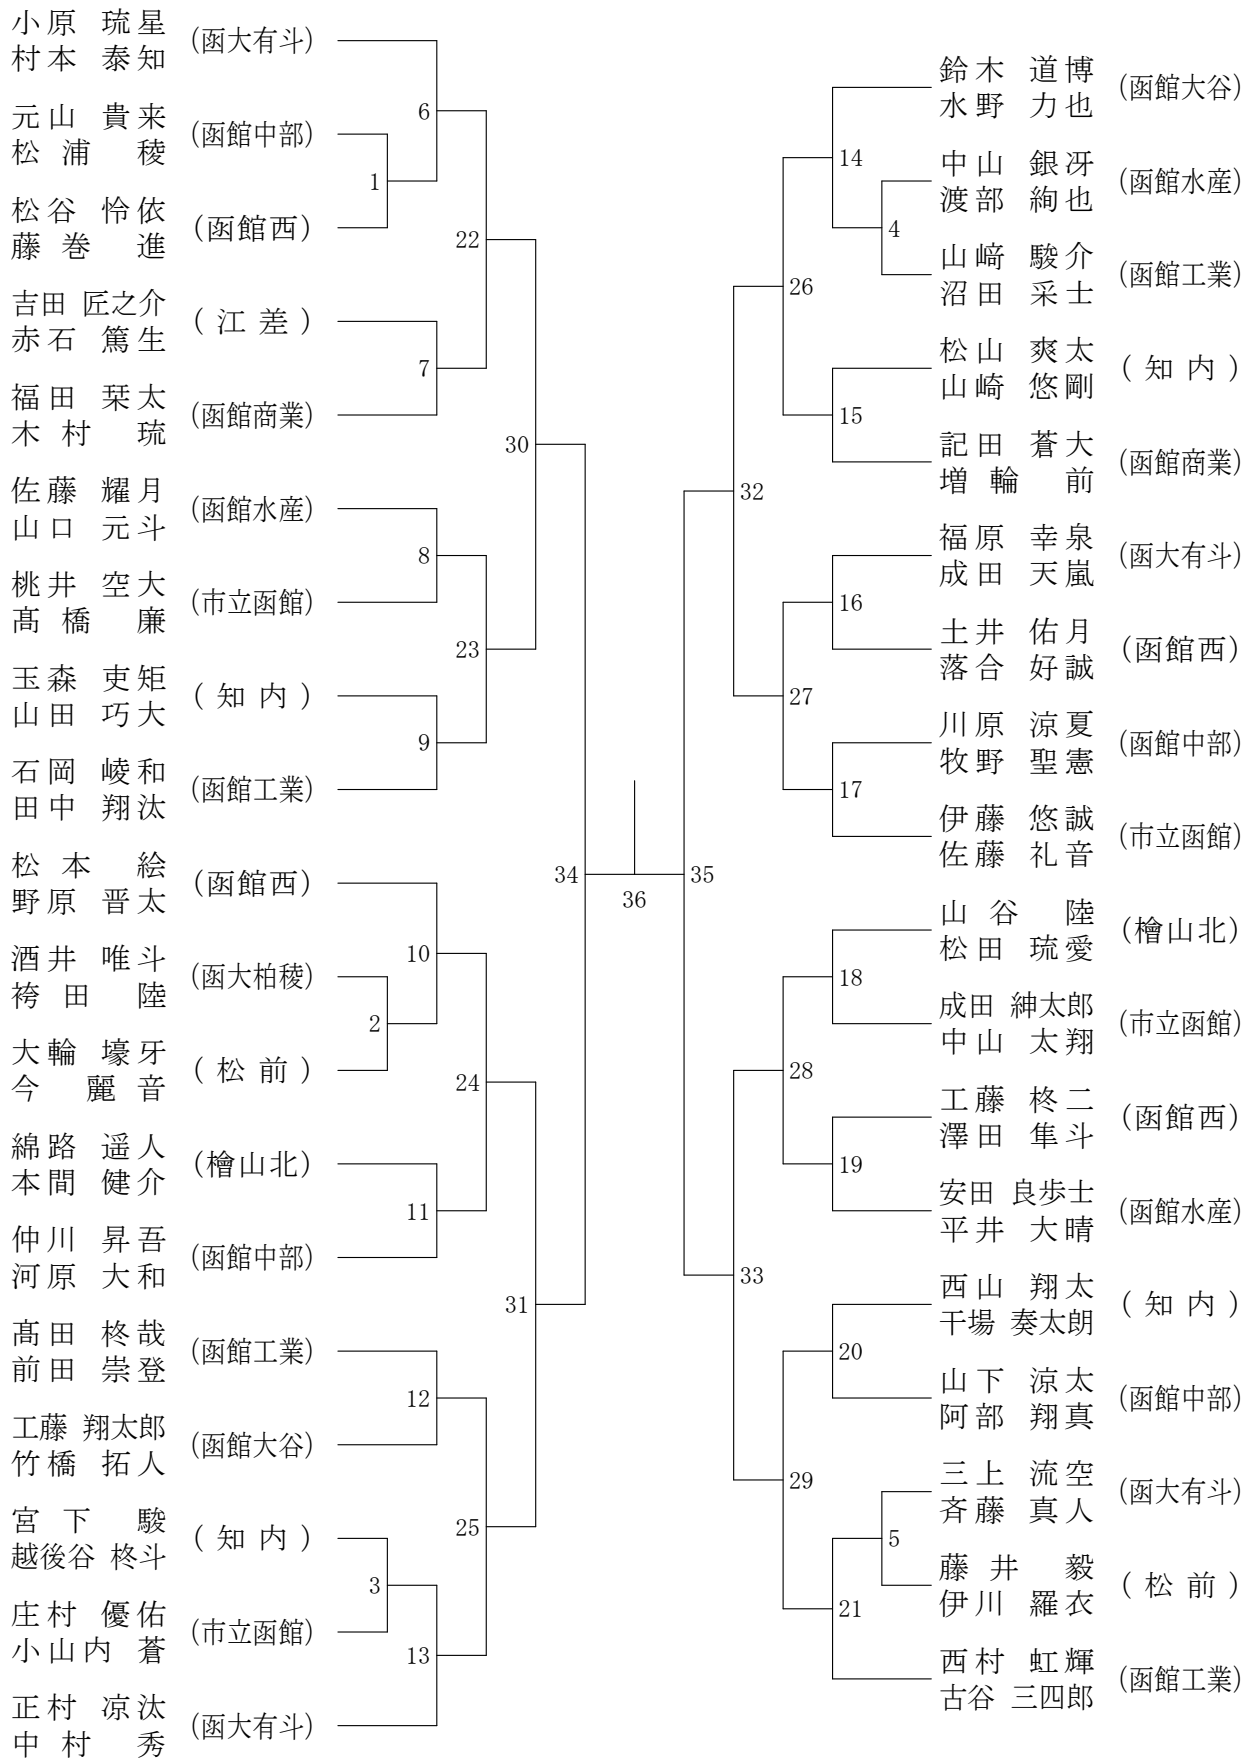 小原 琉星
村本 泰知
(函大有斗)
元山 貴来
松浦 稜
(函館中部)
松谷 怜依
藤巻 進
(函館西)
吉田 匠之介
赤石 篤生
(江差)
福田 栞太
木村 琉
(函館商業)
佐藤 耀月
山口 元斗
(函館水産)
桃井 空大
髙橋 廉
(市立函館)
玉森 吏矩
山田 巧大
(知内)
石岡 崚和
田中 翔汰
(函館工業)
松本 絵
野原 晋太
(函館西)
酒井 唯斗
袴田 陸
(函大柏稜)
大輪 壕牙
今 麗音
(松前)
綿路 遥人
本間 健介
(檜山北)
仲川 昇吾
河原 大和
(函館中部)
髙田 柊哉
前田 崇登
(函館工業)
工藤 翔太郎
竹橋 拓人
(函館大谷)
宮下 駿
越後谷 柊斗
(知内)
庄村 優佑
小山内 蒼
(市立函館)
正村 凉汰
中村 秀
(函大有斗)
1
2
3
6
7
8
9
10
11
12
13
22
23
24
25
30
31
34
36
35
32
33
26
27
28
29
14
15
16
17
18
19
20
21
4
5
鈴木 道博
水野 力也
(函館大谷)
中山 銀冴
渡部 絢也
(函館水産)
山﨑 駿介
沼田 采士
(函館工業)
松山 爽太
山崎 悠剛
(知内)
記田 蒼大
増輪 前
(函館商業)
福原 幸泉
成田 天嵐
(函大有斗)
土井 佑月
落合 好誠
(函館西)
川原 涼夏
牧野 聖憲
(函館中部)
伊藤 悠誠
佐藤 礼音
(市立函館)
山谷 陸
松田 琉愛
(檜山北)
成田 紳太郎
中山 太翔
(市立函館)
工藤 柊二
澤田 隼斗
(函館西)
安田 良歩士
平井 大晴
(函館水産)
西山 翔太
干場 奏太朗
(知内)
山下 涼太
阿部 翔真
(函館中部)
三上 流空
斉藤 真人
(函大有斗)
藤井 毅
伊川 羅衣
(松前)
西村 虹輝
古谷 三四郎
(函館工業)